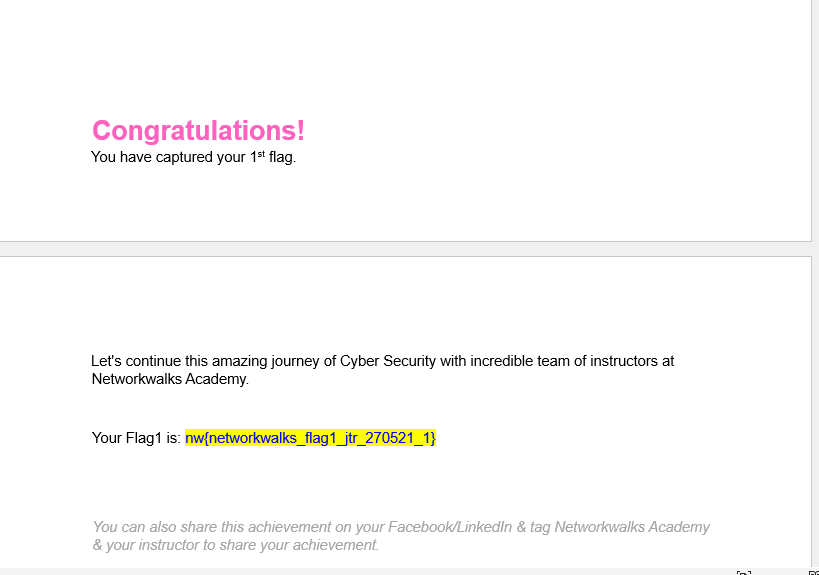 Congratulations!
You have captured your 1st flag.
Let's continue this amazing journey of Cyber Security with incredible team of instructors at
Networkwalks Academy.
Your Flag1 is: nw{networkwalks_flag1_jtr_270521_1}
You can also share this achievement on your Facebook/LinkedIn & tag Networkwalks Academy
& your instructor to share your achievement.